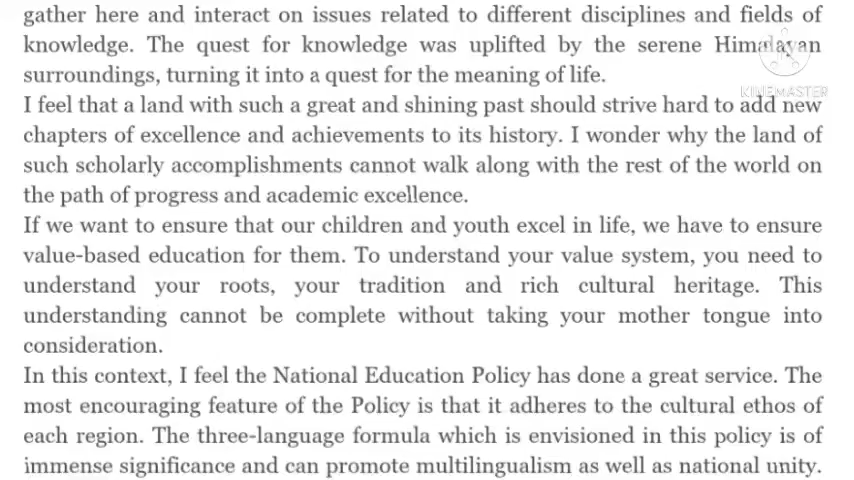 gather here and interact on issues related to different disciplines and fields of
knowledge. The quest for knowledge was uplifted by the serene Himalayan
surroundings, turning it into a quest for the meaning of life.
KINEMASTER
I feel that a land with such a great and shining past should strive hard to add new
chapters of excellence and achievements to its history. I wonder why the land of
such scholarly accomplishments cannot walk along with the rest of the world on
the path of progress and academic excellence.
If we want to ensure that our children and youth excel in life, we have to ensure
value-based education for them. To understand your value system, you need to
understand your roots, your tradition and rich cultural heritage. This
understanding cannot be complete without taking your mother tongue into
consideration.
In this context, I feel the National Education Policy has done a great service. The
most encouraging feature of the Policy is that it adheres to the cultural ethos of
each region. The three-language formula which is envisioned in this policy is of
immense significance and can promote multilingualism as well as national unity.